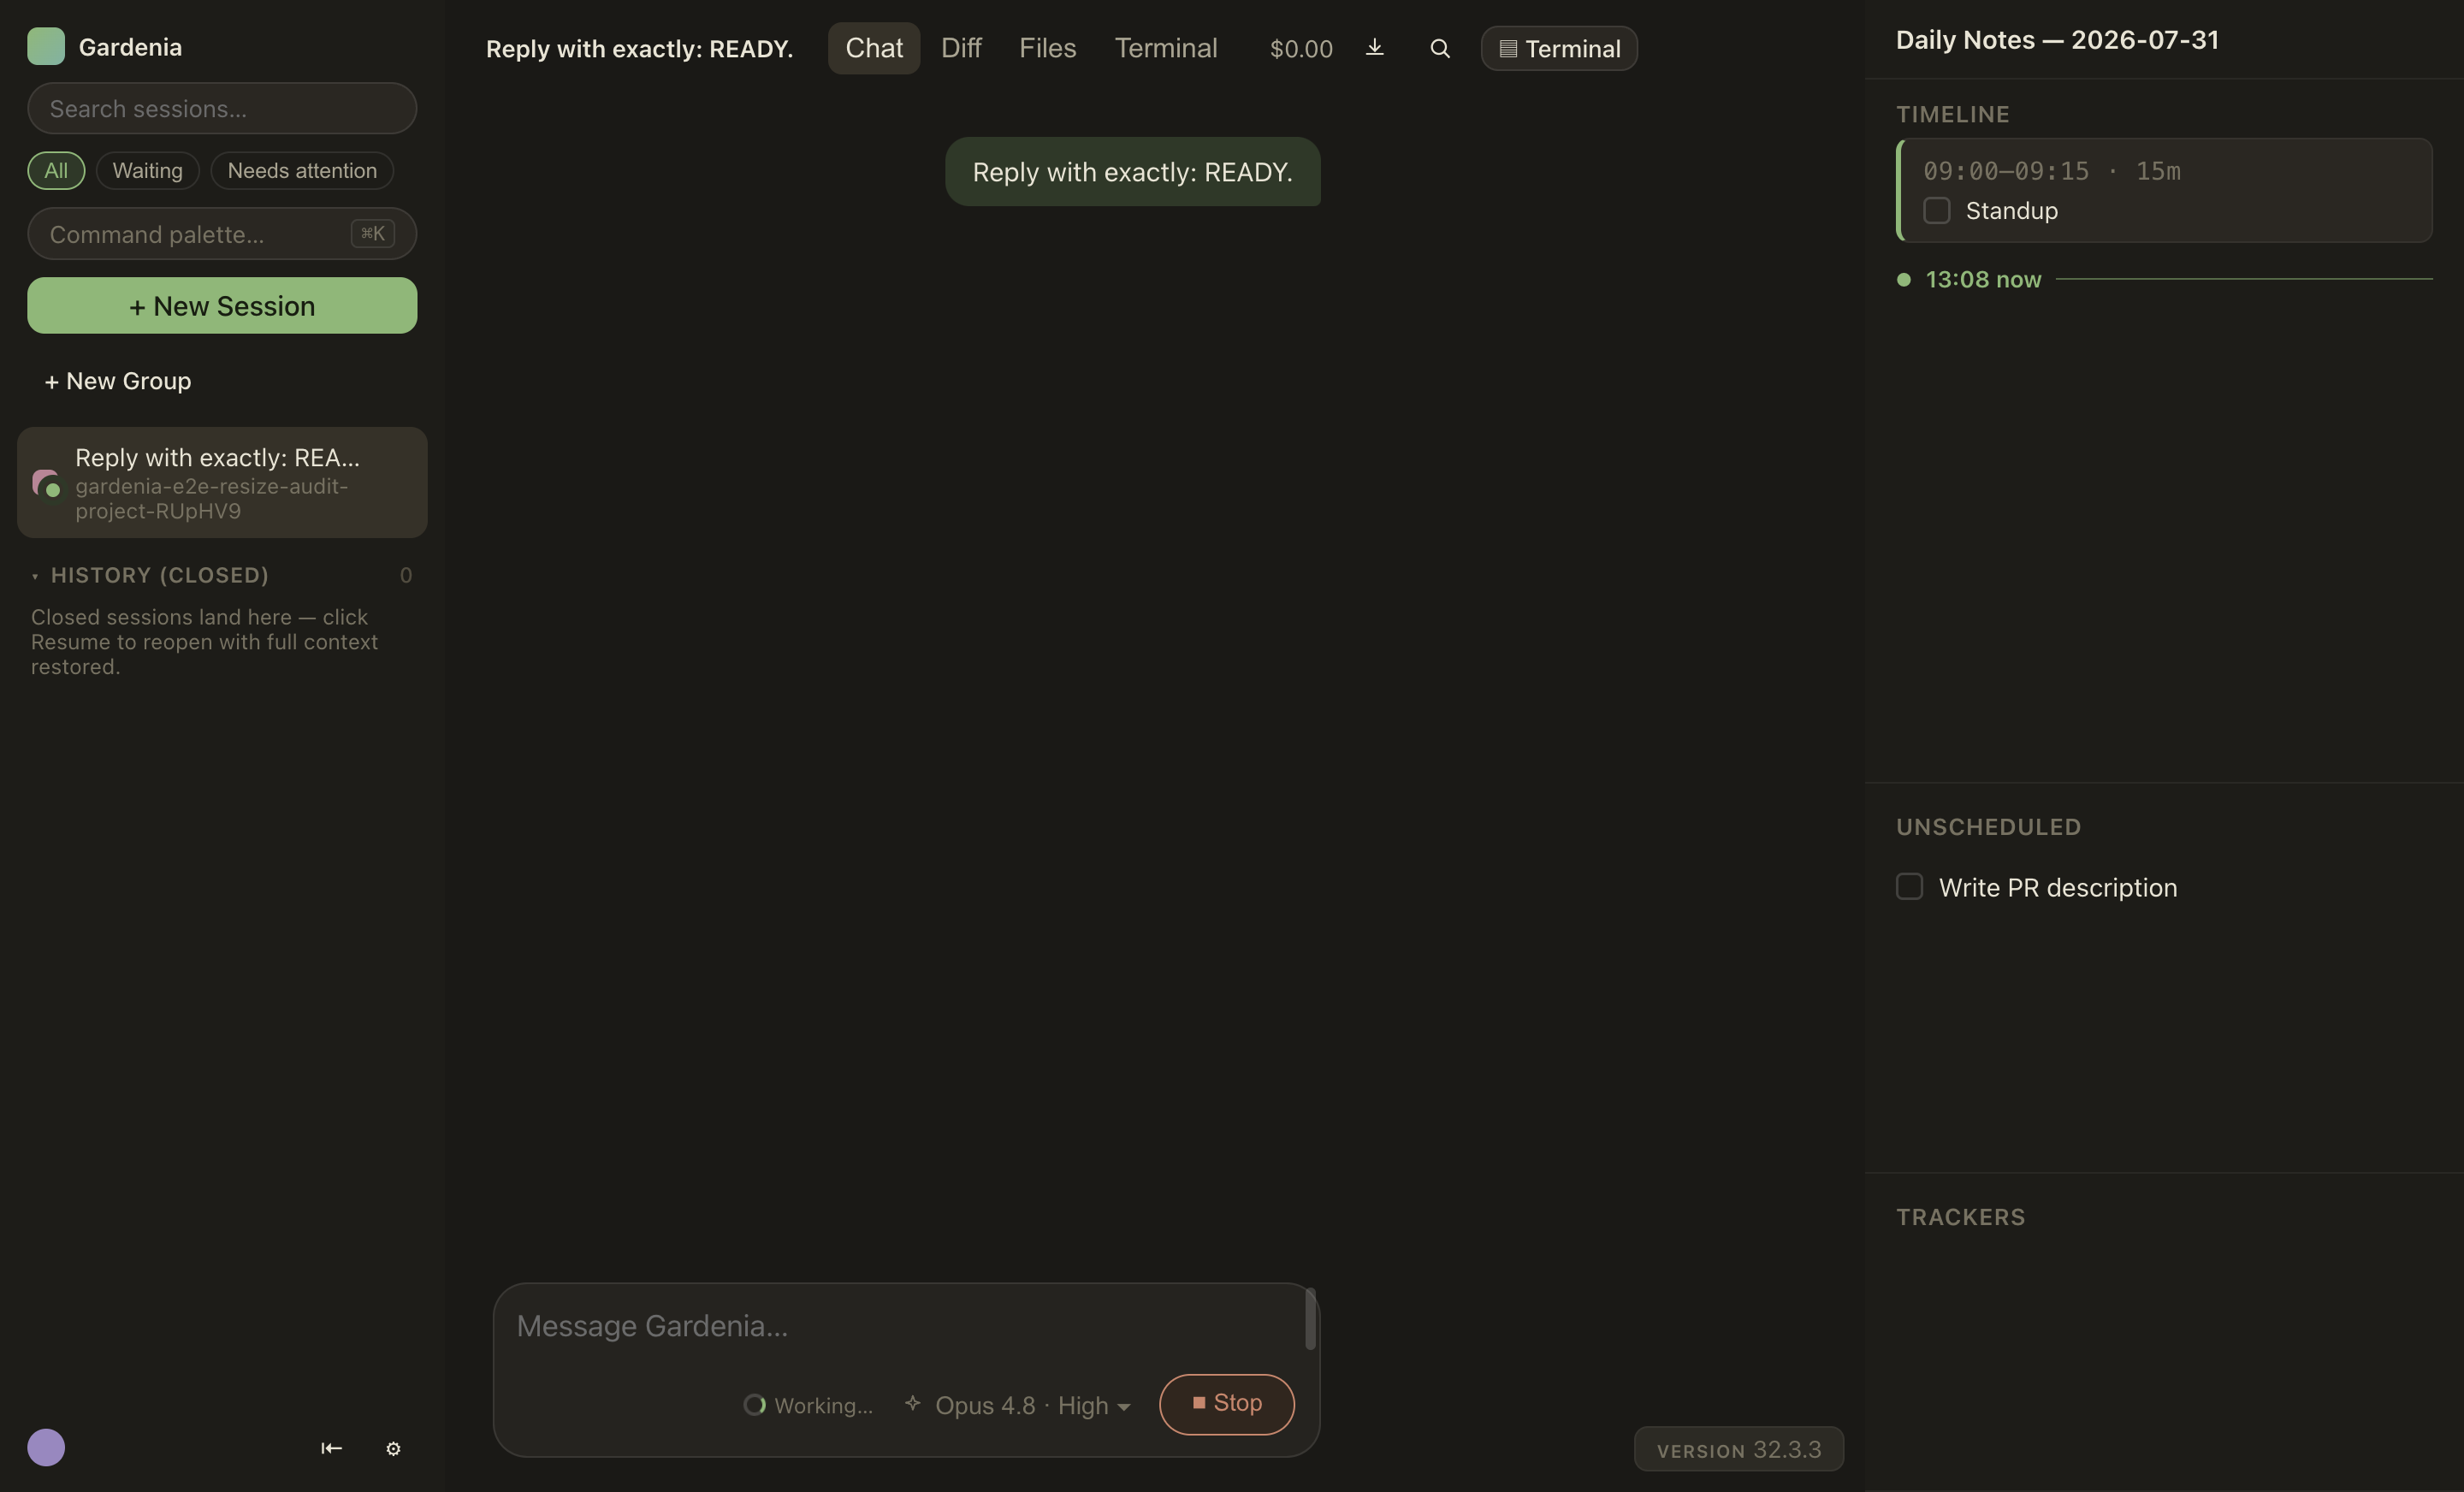 Gardenia
Search sessions...
All
Waiting
Needs attention
Command palette...
⌘K
+ New Session
+ New Group
Reply with exactly: REA...
gardenia-e2e-resize-audit-
project-RUpHV9
HISTORY (CLOSED)
0
Closed sessions land here — click
Resume to reopen with full context
restored.
Reply with exactly: READY.
Chat
Diff
Files
Terminal
$0.00
Terminal
Reply with exactly: READY.
Message Gardenia...
Working...
Opus 4.8 · High
Stop
VERSION 32.3.3
Daily Notes — 2026-07-31
TIMELINE
09:00–09:15 · 15m
Standup
13:08 now
UNSCHEDULED
Write PR description
TRACKERS